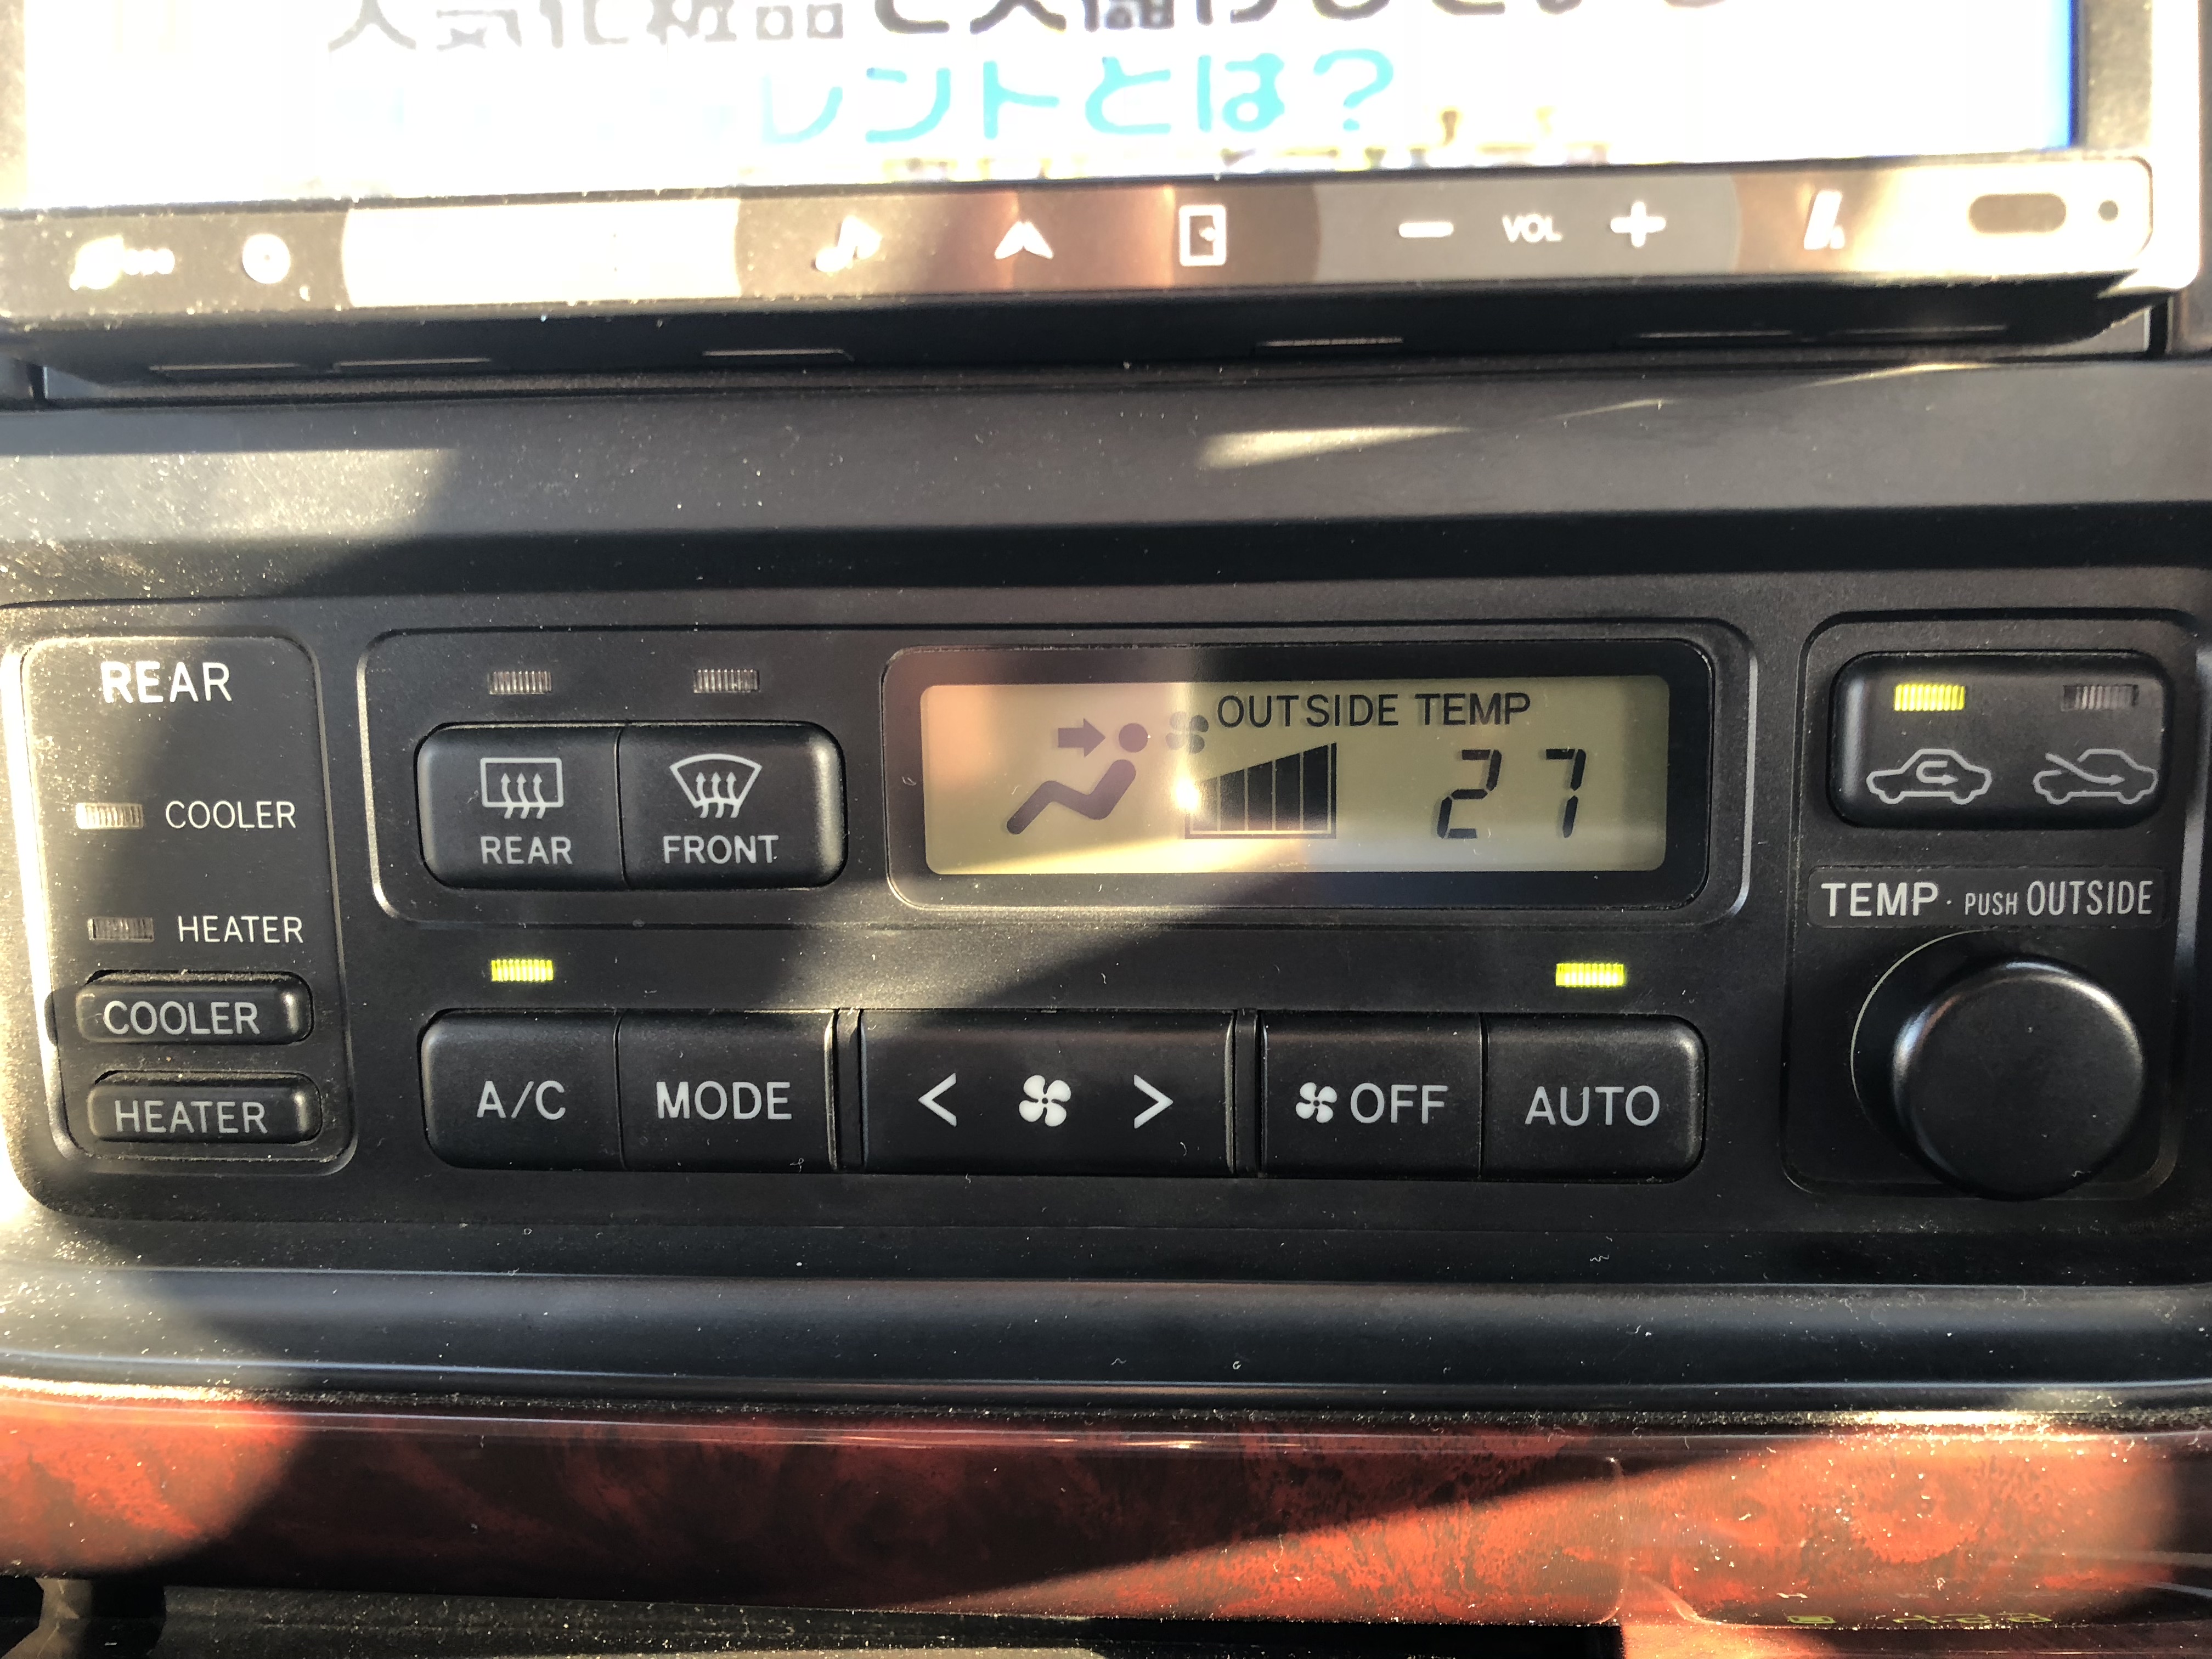 レントとは?
VOL
REAR
COOLER
HEATER
COOLER
HEATER
REAR
FRONT
OUTSIDE TEMP
27
TEMP · PUSH OUTSIDE
A/C
MODE
< >
OFF
AUTO